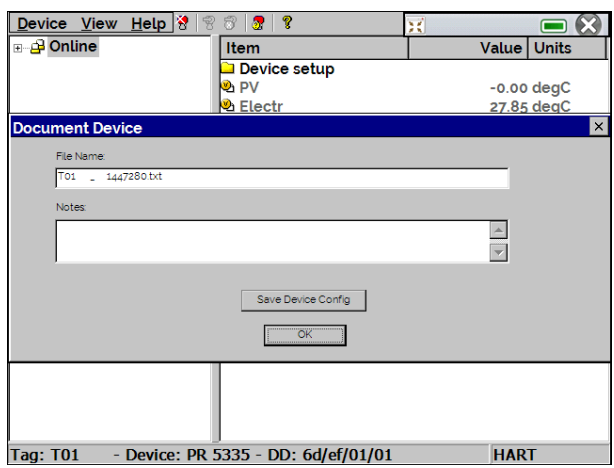 Device View Help
Online
Item Value Units
Device setup
PV -0.00 degC
Electr 27.85 degC
Document Device
File Name:
T01 _ 1447280.txt
Notes:
Save Device Config
OK
Tag: T01 - Device: PR 5335 - DD: 6d/ef/01/01 HART